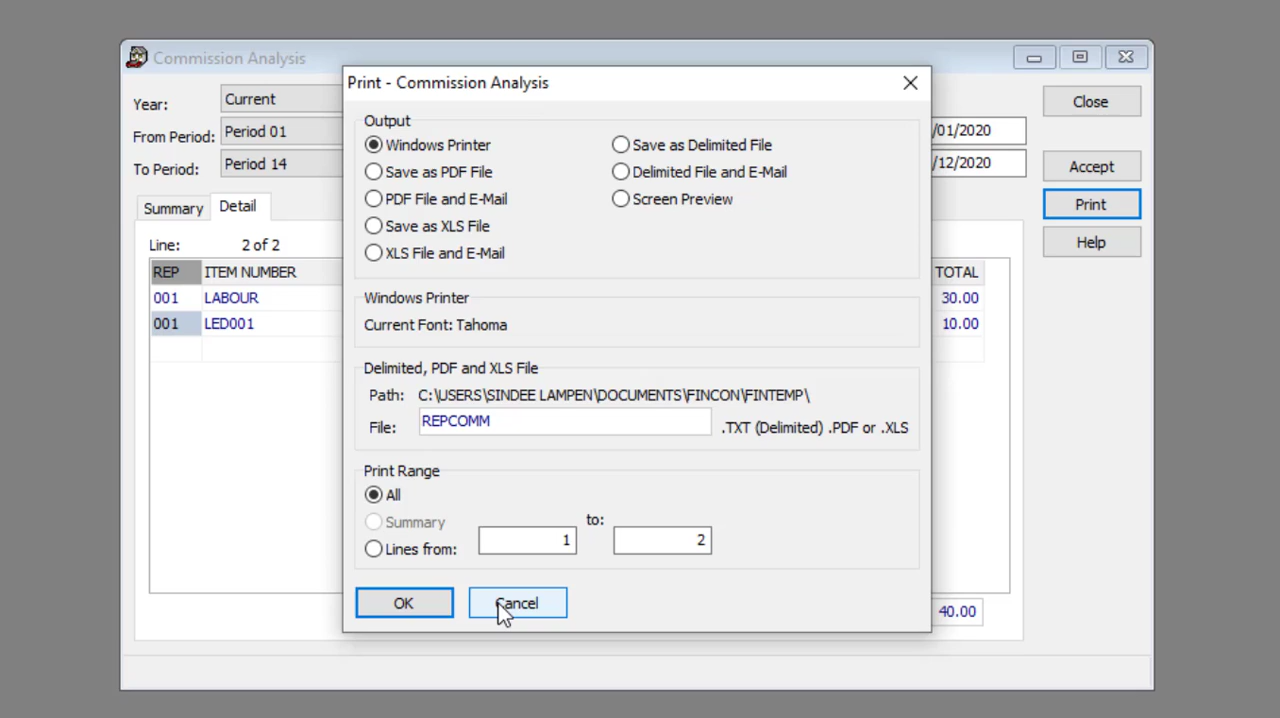 Commission Analysis
Year: Current
From Period: Period 01 /01/2020
To Period: Period 14 /12/2020
Close
Accept
Print
Help
Summary Detail
Line: 2 of 2
REP ITEM NUMBER TOTAL
001 LABOUR 30.00
001 LED001 10.00
40.00
Print - Commission Analysis
Output
Windows Printer Save as Delimited File
Save as PDF File Delimited File and E-Mail
PDF File and E-Mail Screen Preview
Save as XLS File
XLS File and E-Mail
Windows Printer
Current Font: Tahoma
Delimited, PDF and XLS File
Path: C:\USERS\SINDEE LAMPEN\DOCUMENTS\FINCON\FINTEMP\
File: REPCOMM .TXT (Delimited) .PDF or .XLS
Print Range
All
Summary
Lines from: 1 to: 2
OK Cancel